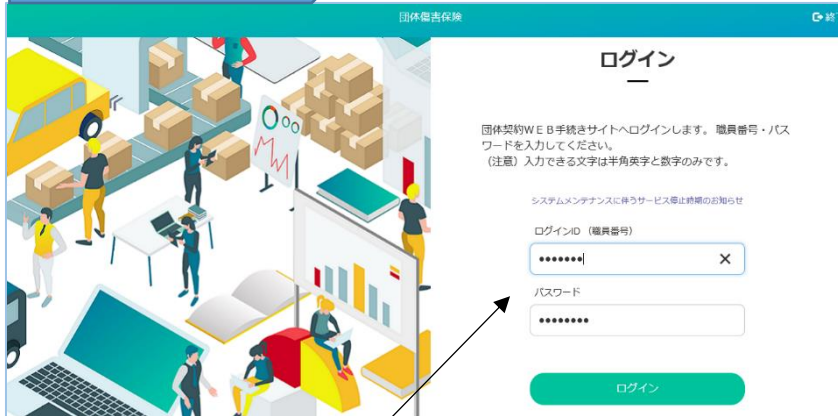 団体傷害保険
ログイン
団体契約ＷＥＢ手続きサイトへログインします。 職員番号・パス
ワードを入力してください。
（注意）入力できる文字は半角英字と数字のみです。
システムメンテナンスに伴うサービス停止時期のお知らせ
ログインID （職員番号）
•••••••
パスワード
••••••••
ログイン